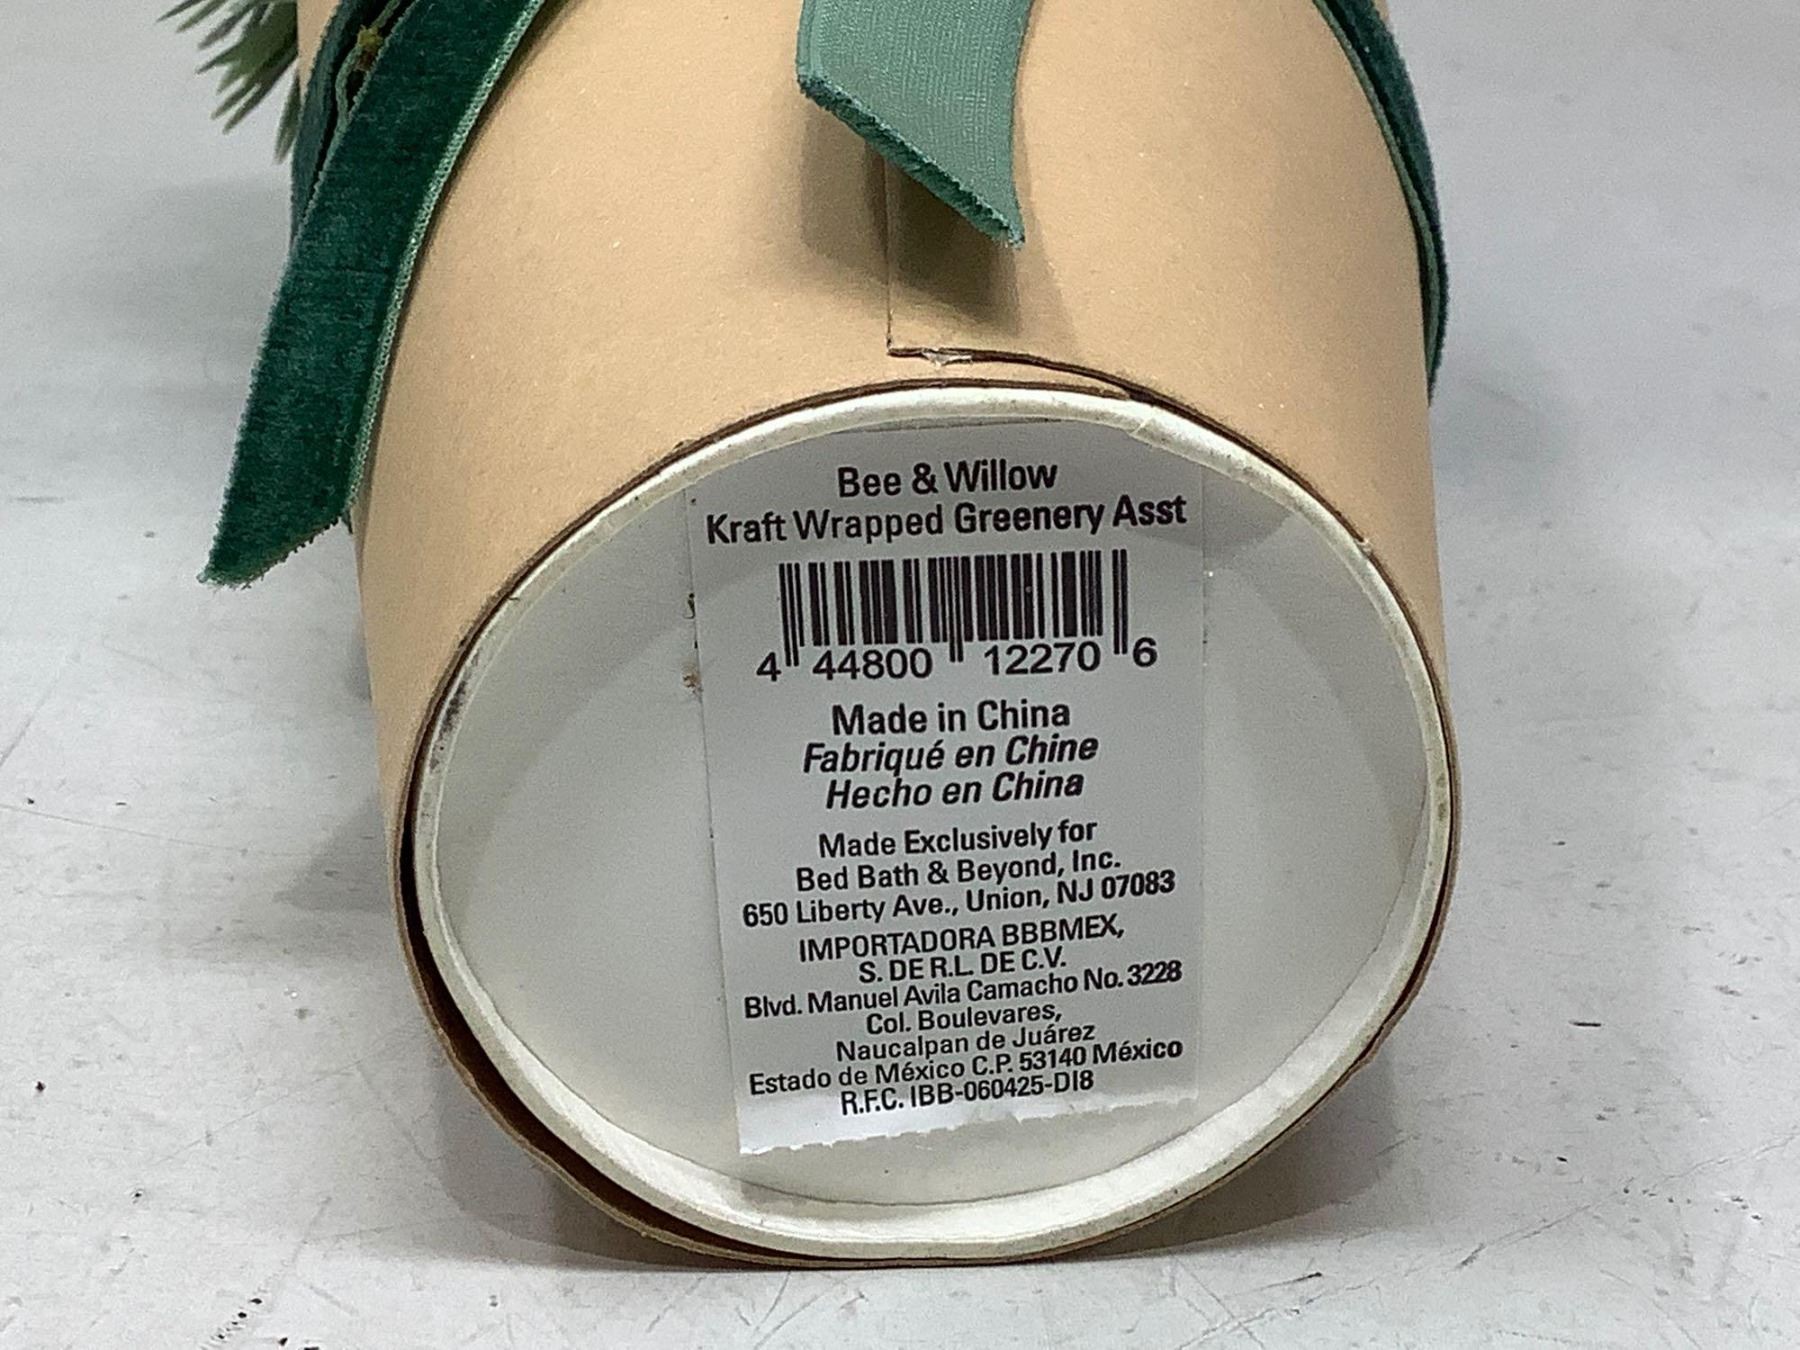 Bee & Willow
Kraft Wrapped Greenery Asst
4 44800 12270 6
Made in China
Fabriqué en Chine
Hecho en China
Made Exclusively for
Bed Bath & Beyond, Inc.
650 Liberty Ave., Union, NJ 07083
IMPORTADORA BBBMEX,
S. DE R.L. DE C.V.
Blvd. Manuel Avila Camacho No. 3228
Col. Boulevares,
Naucalpan de Juárez
Estado de México C.P. 53140 México
R.F.C. IBB-060425-DI8